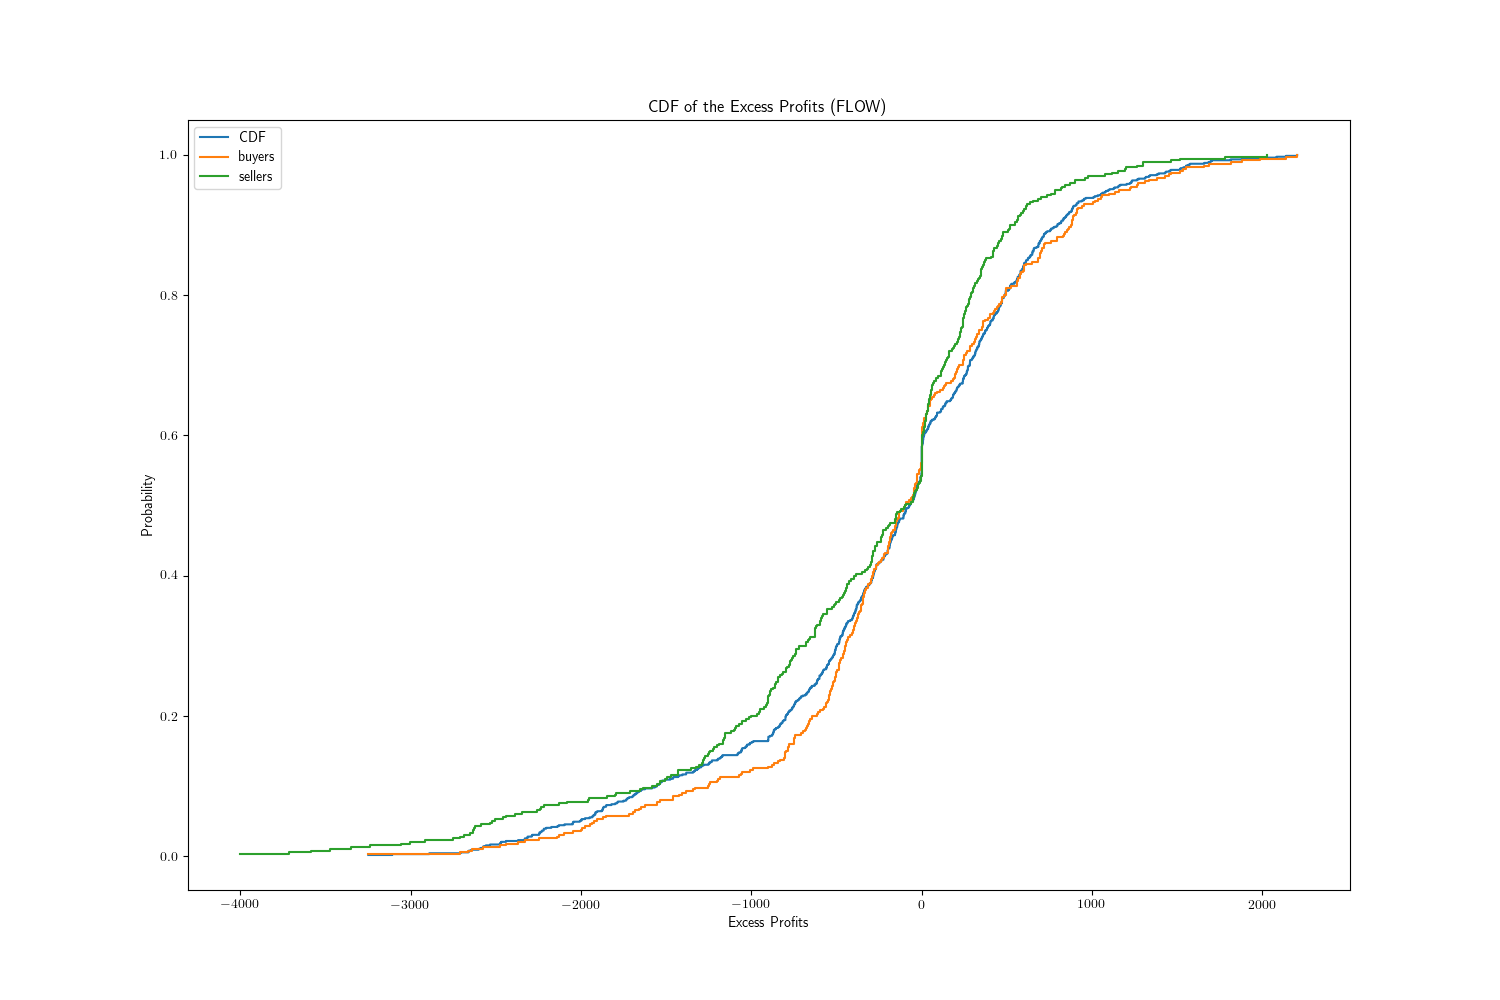 CDF of the Excess Profits (FLOW)
CDF
buyers
sellers
1.0
0.8
0.6
0.4
0.2
0.0
Probability
−4000
−3000
−2000
−1000
0
1000
2000
Excess Profits